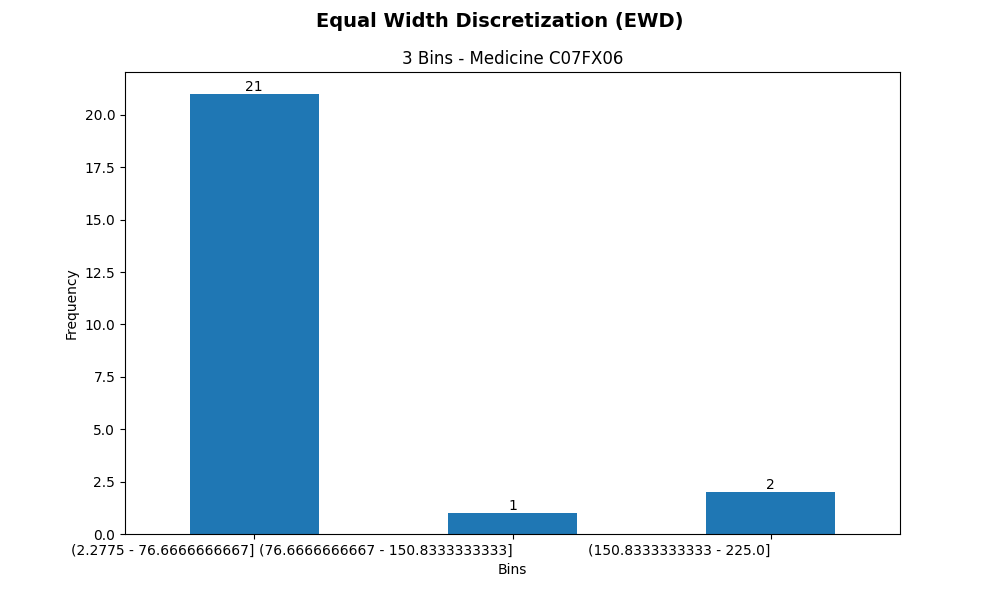 Equal Width Discretization (EWD)
3 Bins - Medicine C07FX06
21
20.0
17.5
15.0
12.5
10.0
7.5
5.0
2.5
0.0
Frequency
1
2
(2.2775 - 76.6666666667] (76.6666666667 - 150.8333333333] (150.8333333333 - 225.0]
Bins